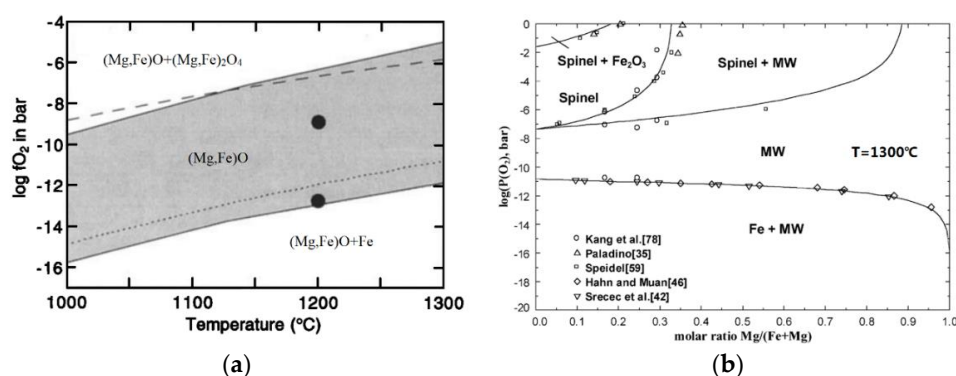 -4
-6
-8
-10
-12
-14
-16
log fO2 in bar
(Mg,Fe)O+(Mg,Fe)2O4
(Mg,Fe)O
(Mg,Fe)O+Fe
1000
1100
1200
1300
Temperature (°C)
(a)
0
-2
-4
-6
-8
-10
-12
-14
-16
-18
-20
log(P(O2), bar)
Spinel + Fe2O3
Spinel
Spinel + MW
MW
T=1300℃
Fe + MW
Kang et al.[78]
Paladino[35]
Speidel[59]
Hahn and Muan[46]
Srecec et al.[42]
0.0 0.1 0.2 0.3 0.4 0.5 0.6 0.7 0.8 0.9 1.0
molar ratio Mg/(Fe+Mg)
(b)